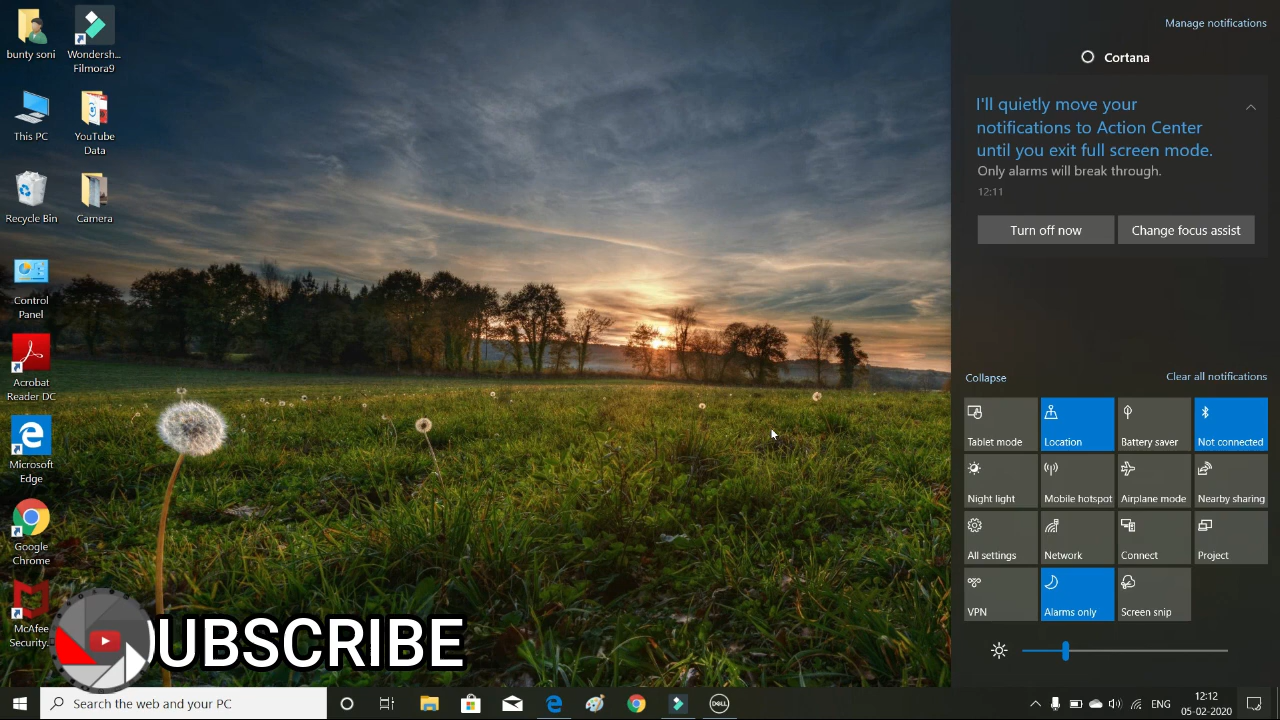 bunty soni
Wondersh...
Filmora9
This PC
YouTube
Data
Recycle Bin
Camera
Control
Panel
Acrobat
Reader DC
Microsoft
Edge
Google
Chrome
McAfee
Security...
UBSCRIBE
Manage notifications
Cortana
I'll quietly move your
notifications to Action Center
until you exit full screen mode.
Only alarms will break through.
12:11
Turn off now
Change focus assist
Collapse
Clear all notifications
Tablet mode
Location
Battery saver
Not connected
Night light
Mobile hotspot
Airplane mode
Nearby sharing
All settings
Network
Connect
Project
VPN
Alarms only
Screen snip
Search the web and your PC
DELL
ENG
12:12
05-02-2020